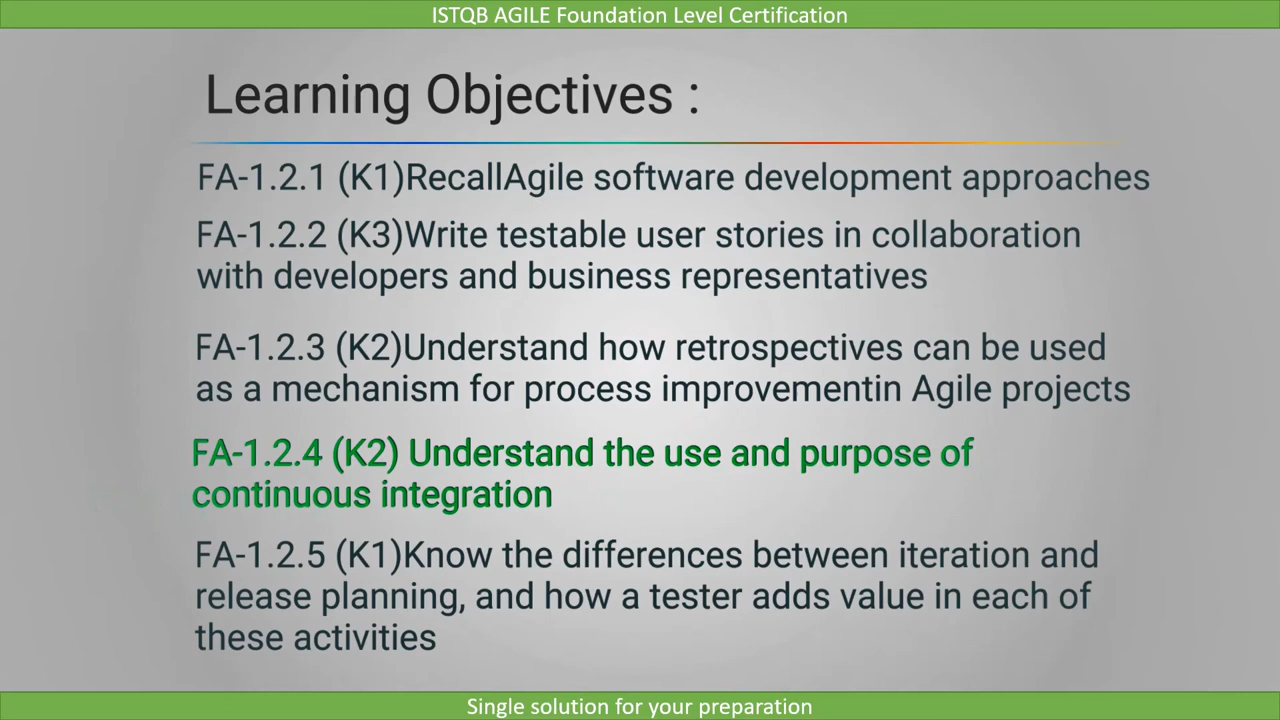 ISTQB AGILE Foundation Level Certification
Learning Objectives :
FA-1.2.1 (K1)RecallAgile software development approaches
FA-1.2.2 (K3)Write testable user stories in collaboration
with developers and business representatives
FA-1.2.3 (K2)Understand how retrospectives can be used
as a mechanism for process improvementin Agile projects
FA-1.2.4 (K2) Understand the use and purpose of
continuous integration
FA-1.2.5 (K1)Know the differences between iteration and
release planning, and how a tester adds value in each of
these activities
Single solution for your preparation